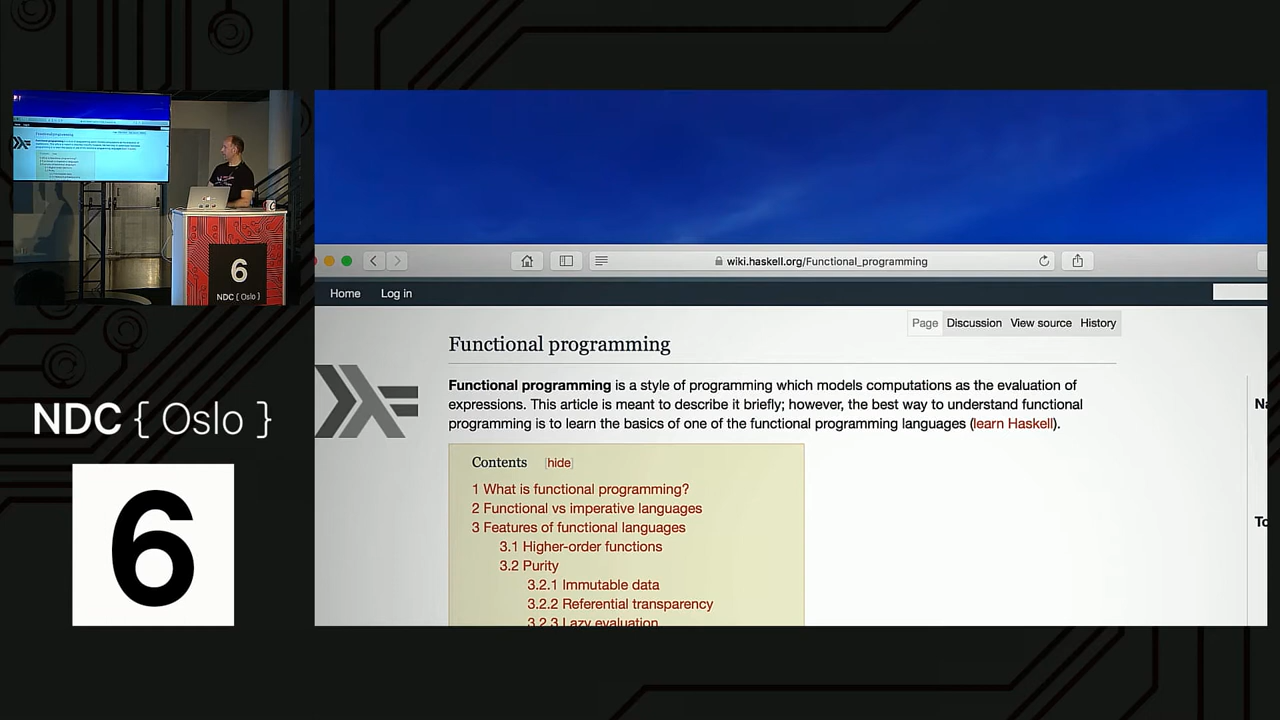 6
NDC { Oslo }
NDC { Oslo }
6
wiki.haskell.org/Functional_programming
Home Log in
Page Discussion View source History
Functional programming
Functional programming is a style of programming which models computations as the evaluation of
expressions. This article is meant to describe it briefly; however, the best way to understand functional
programming is to learn the basics of one of the functional programming languages (learn Haskell).
Contents [hide]
1 What is functional programming?
2 Functional vs imperative languages
3 Features of functional languages
3.1 Higher-order functions
3.2 Purity
3.2.1 Immutable data
3.2.2 Referential transparency
3.2.3 Lazy evaluation